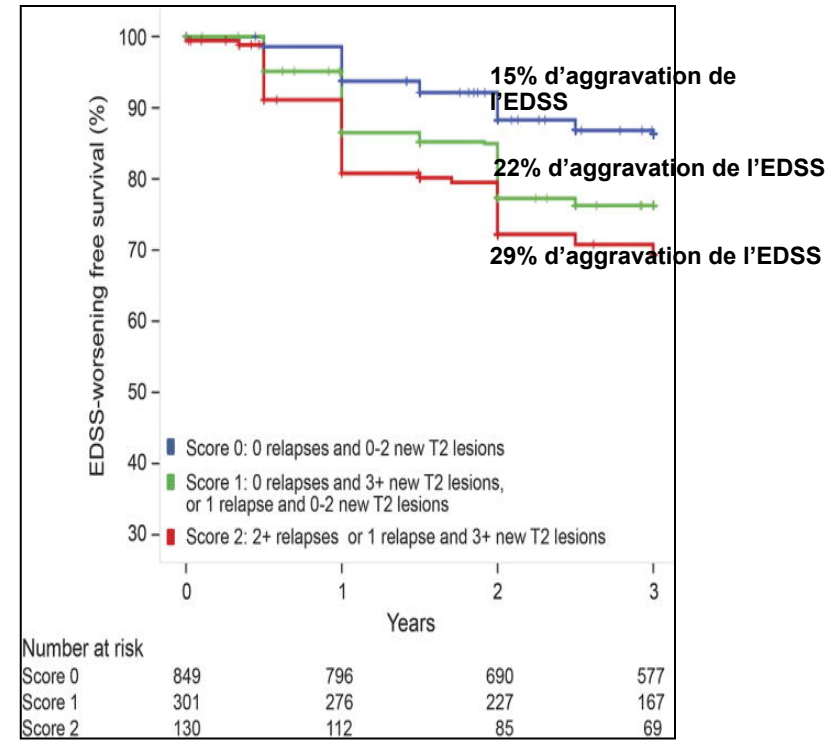 EDSS-worsening free survival (%)
100
90
80
70
60
50
40
30
15% d’aggravation de
l’EDSS
22% d’aggravation de l’EDSS
29% d’aggravation de l’EDSS
Score 0: 0 relapses and 0-2 new T2 lesions
Score 1: 0 relapses and 3+ new T2 lesions,
or 1 relapse and 0-2 new T2 lesions
Score 2: 2+ relapses or 1 relapse and 3+ new T2 lesions
0 1 2 3
Years
Number at risk
Score 0 849 796 690 577
Score 1 301 276 227 167
Score 2 130 112 85 69